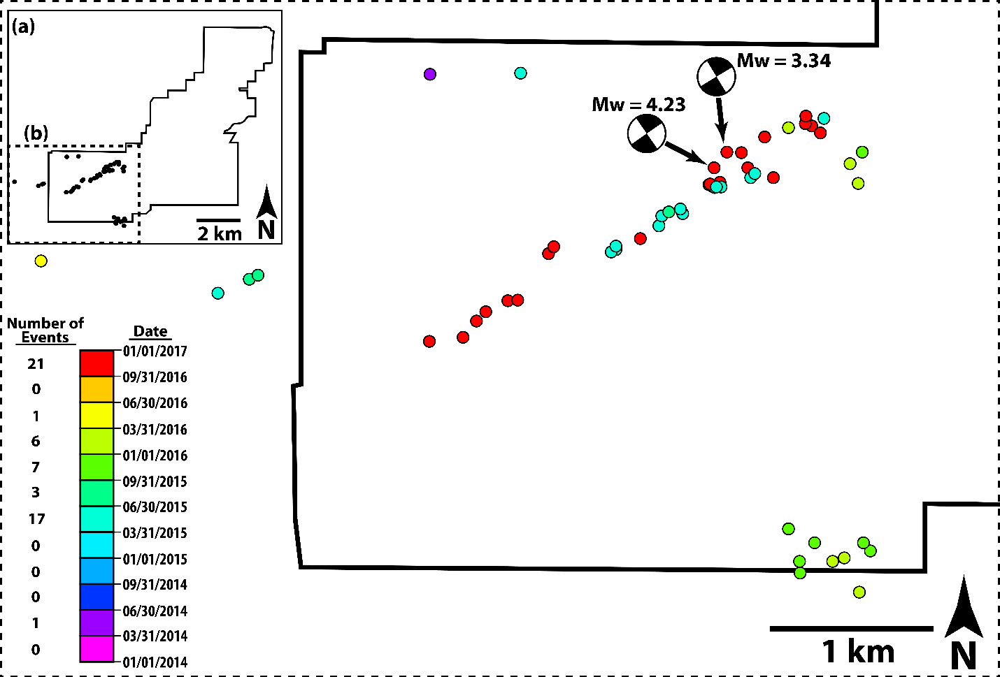 (a)
(b)
2 km
N
Mw = 3.34
Mw = 4.23
Number of
Events
Date
01/01/2017
21
09/31/2016
0
06/30/2016
1
03/31/2016
6
01/01/2016
7
09/31/2015
3
06/30/2015
17
03/31/2015
0
01/01/2015
0
09/31/2014
0
06/30/2014
1
03/31/2014
0
01/01/2014
1 km
N